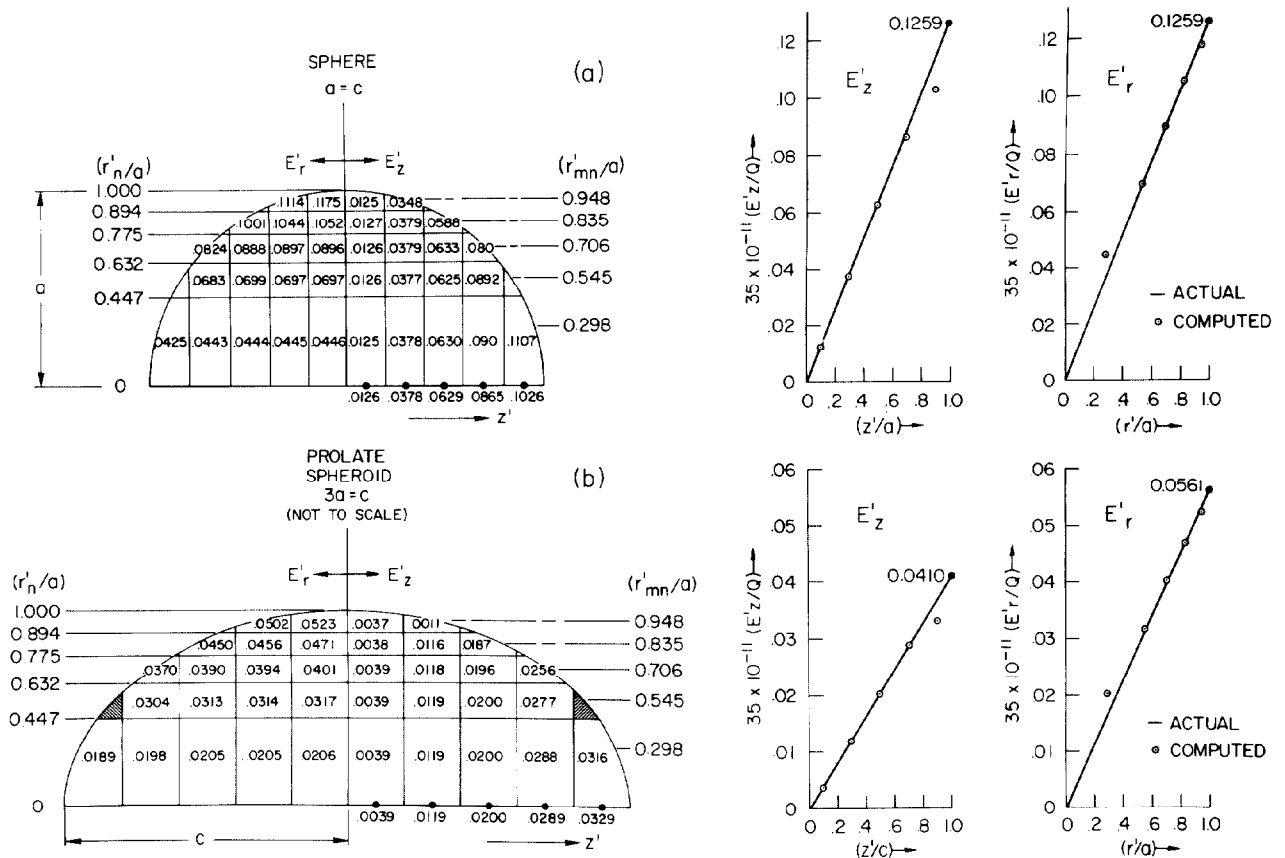 SPHERE
a = c
(a)
(r'n/a)
E'r
E'z
(r'mn/a)
1.000
.1114 .1175 .0125 .0348
0.948
0.894
.1001 .1044 .1052 .0127 .0379 .0588
0.835
0.775
.0824 .0888 .0897 .0896 .0126 .0379 .0633 .080
0.706
0.632
.0683 .0699 .0697 .0697 .0126 .0377 .0625 .0892
0.545
a
0.447
.0425 .0443 .0444 .0445 .0446 .0125 .0378 .0630 .090 .1107
0.298
0
.0126 .0378 .0629 .0865 .1026
z'
PROLATE
SPHEROID
3a = c
(NOT TO SCALE)
(b)
(r'n/a)
E'r
E'z
(r'mn/a)
1.000
.0502 .0523 .0037 .0011
0.948
0.894
.0450 .0456 .0471 .0038 .0116 .0187
0.835
0.775
.0370 .0390 .0394 .0401 .0039 .0118 .0196 .0256
0.706
0.632
.0304 .0313 .0314 .0317 .0039 .0119 .0200 .0277
0.545
0.447
.0189 .0198 .0205 .0205 .0206 .0039 .0119 .0200 .0288 .0316
0.298
0
.0039 .0119 .0200 .0289 .0329
c
z'
0.1259
E'z
35 x 10⁻¹¹ (E'z/Q)
.12
.10
.08
.06
.04
.02
0
0 .2 .4 .6 .8 1.0
(z'/a)
0.1259
E'r
35 x 10⁻¹¹ (E'r/Q)
.12
.10
.08
.06
.04
.02
0
— ACTUAL
COMPUTED
0 .2 .4 .6 .8 1.0
(r'/a)
E'z
0.0410
35 x 10⁻¹¹ (E'z/Q)
.06
.05
.04
.03
.02
.01
0
0 .2 .4 .6 .8 1.0
(z'/c)
0.0561
E'r
35 x 10⁻¹¹ (E'r/Q)
.06
.05
.04
.03
.02
.01
0
— ACTUAL
COMPUTED
0 .2 .4 .6 .8 1.0
(r'/a)